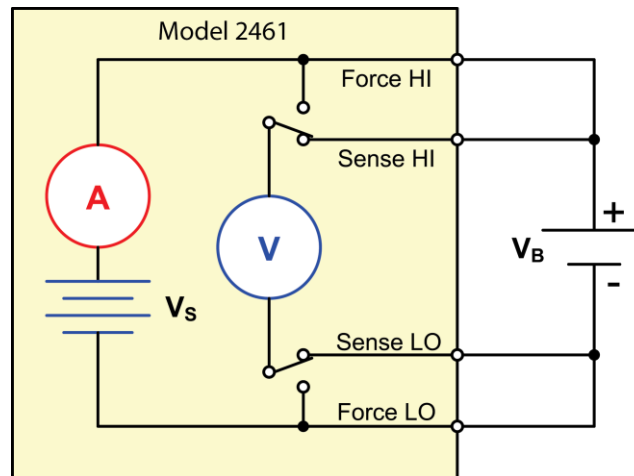 Model 2461
Force HI
Sense HI
A
V
VS
VB
+
-
Sense LO
Force LO